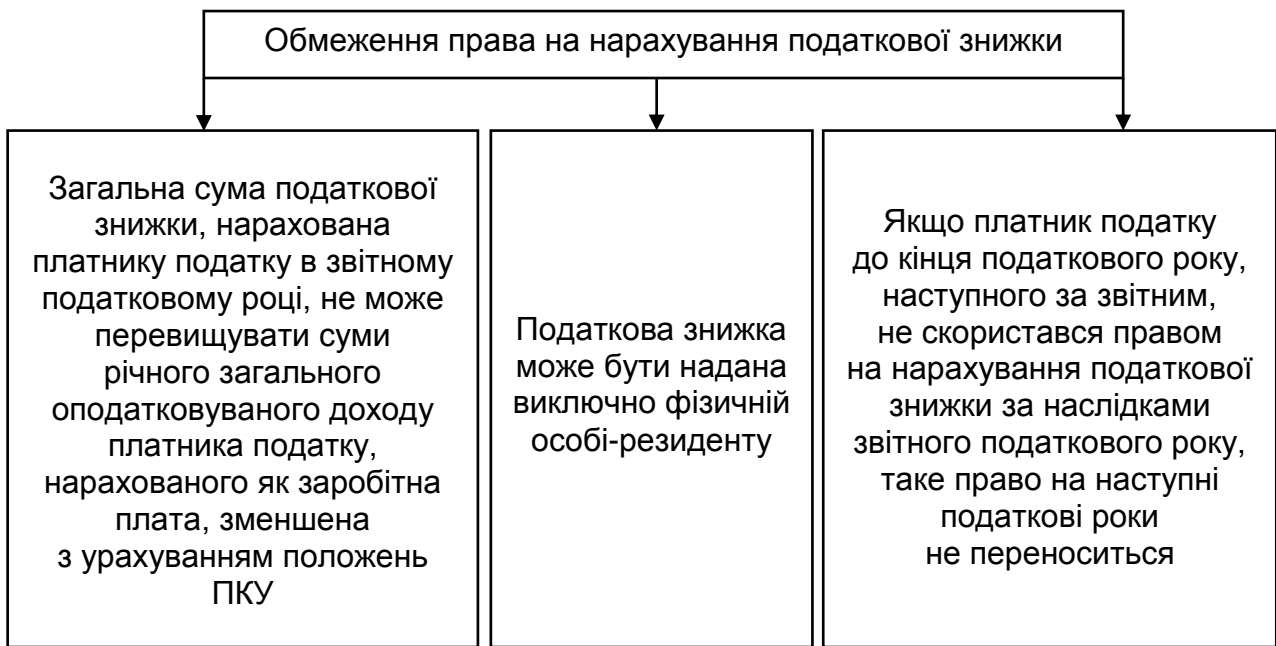 Обмеження права на нарахування податкової знижки
Загальна сума податкової
знижки, нарахована
платнику податку в звітному
податковому році, не може
перевищувати суми
річного загального
оподатковуваного доходу
платника податку,
нарахованого як заробітна
плата, зменшена
з урахуванням положень
ПКУ
Податкова знижка
може бути надана
виключно фізичній
особі-резиденту
Якщо платник податку
до кінця податкового року,
наступного за звітним,
не скористався правом
на нарахування податкової
знижки за наслідками
звітного податкового року,
таке право на наступні
податкові роки
не переноситься